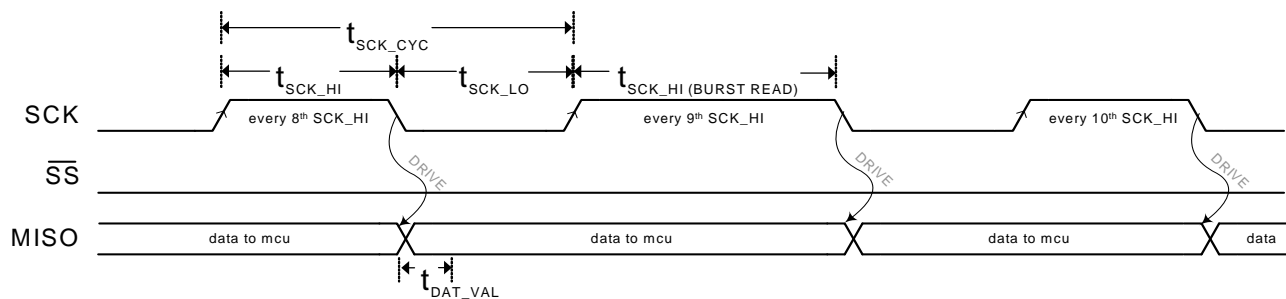 tSCK_CYC
tSCK_HI tSCK_LO tSCK_HI (BURST READ)
SCK every 8th SCK_HI every 9th SCK_HI every 10th SCK_HI
DRIVE DRIVE DRIVE
SS
MISO data to mcu data to mcu data to mcu data
tDAT_VAL